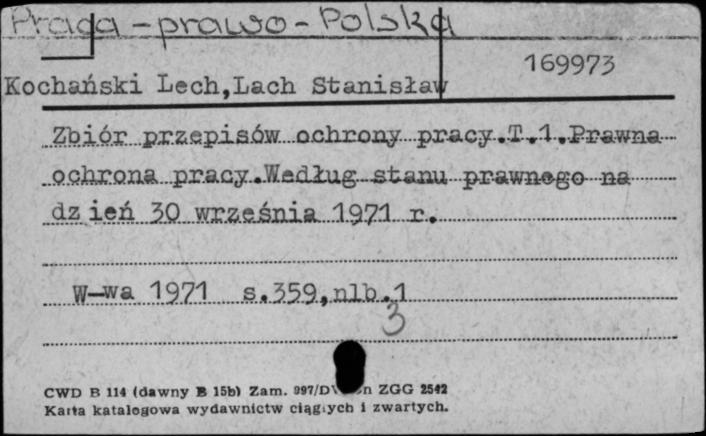 Praca - prawo - Polska
169973
Kochański Lech,Lach Stanisław
Zbiór przepisów ochrony pracy.T.1.Prawna
ochrona pracy.Według stanu prawnego na
dzień 30 września 1971 r.
W-wa 1971 s.359,nlb.1
3
CWD B 114 (dawny B 15b) Zam. 997/D ZGG 2542
Karta katalogowa wydawnictw ciągłych i zwartych.